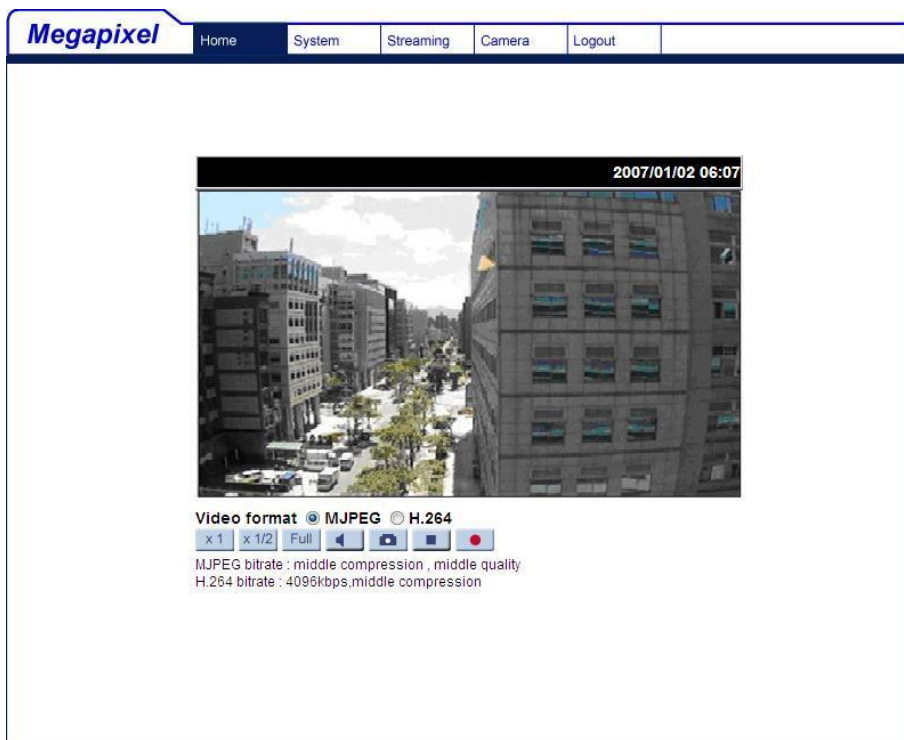 Megapixel
Home System Streaming Camera Logout
2007/01/02 06:07
Video format MJPEG H.264
x 1 x 1/2 Full
MJPEG bitrate : middle compression , middle quality
H.264 bitrate : 4096kbps,middle compression